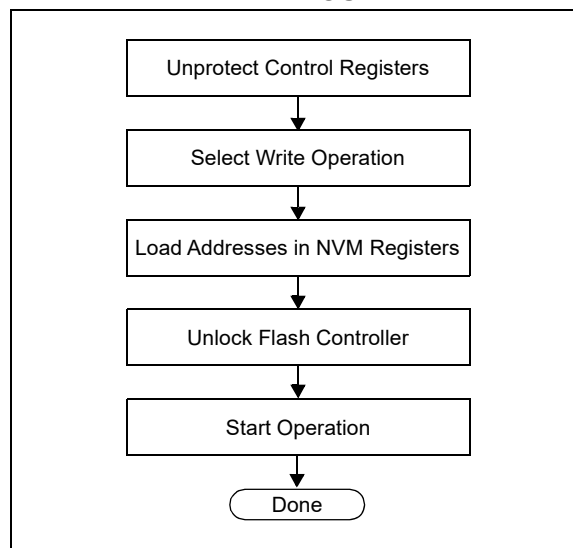 Unprotect Control Registers
Select Write Operation
Load Addresses in NVM Registers
Unlock Flash Controller
Start Operation
Done